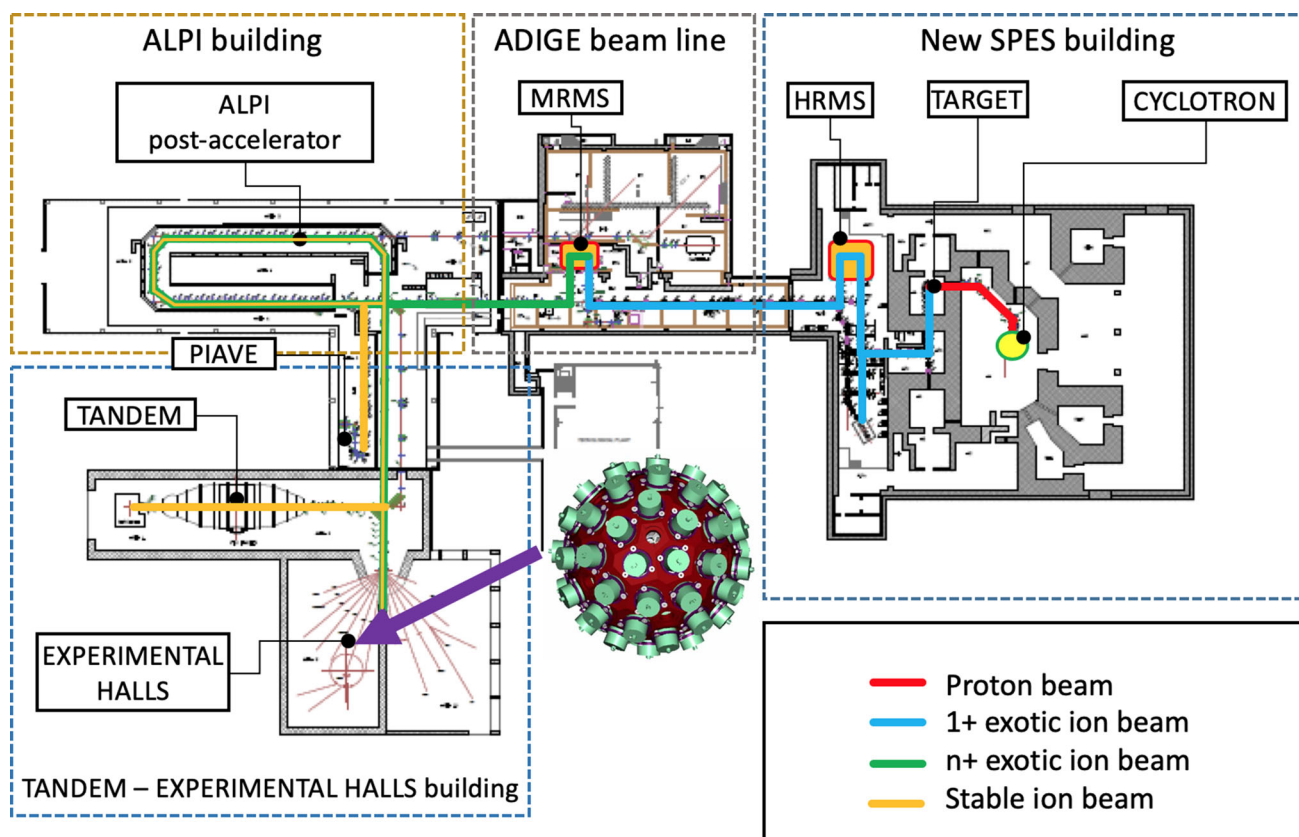 ALPI building
ADIGE beam line
New SPES building
ALPI
post-accelerator
MRMS
HRMS
TARGET
CYCLOTRON
PIAVE
TANDEM
EXPERIMENTAL
HALLS
TANDEM – EXPERIMENTAL HALLS building
Proton beam
1+ exotic ion beam
n+ exotic ion beam
Stable ion beam